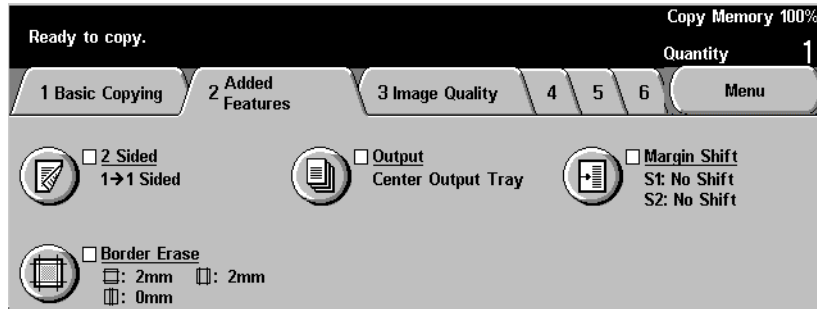 Copy Memory 100%
Ready to copy.
Quantity 1
1 Basic Copying
2 Added Features
3 Image Quality
4
5
6
Menu
2 Sided
1→1 Sided
Output
Center Output Tray
Margin Shift
S1: No Shift
S2: No Shift
Border Erase
: 2mm : 2mm
: 0mm